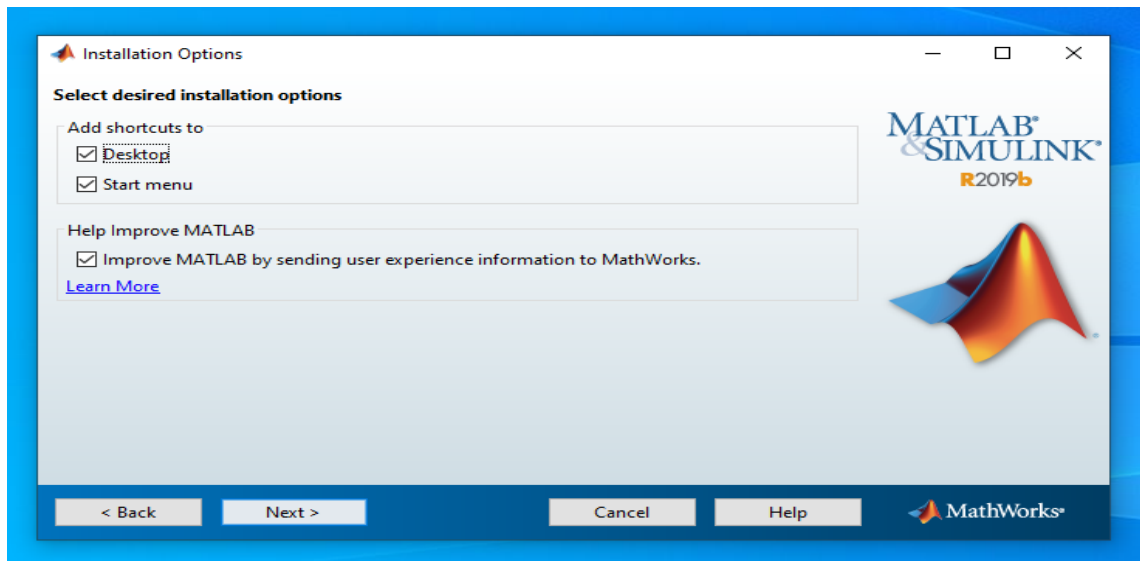 Installation Options
Select desired installation options
Add shortcuts to
Desktop
Start menu
Help Improve MATLAB
Improve MATLAB by sending user experience information to MathWorks.
Learn More
MATLAB®
&SIMULINK®
R2019b
< Back
Next >
Cancel
Help
MathWorks®